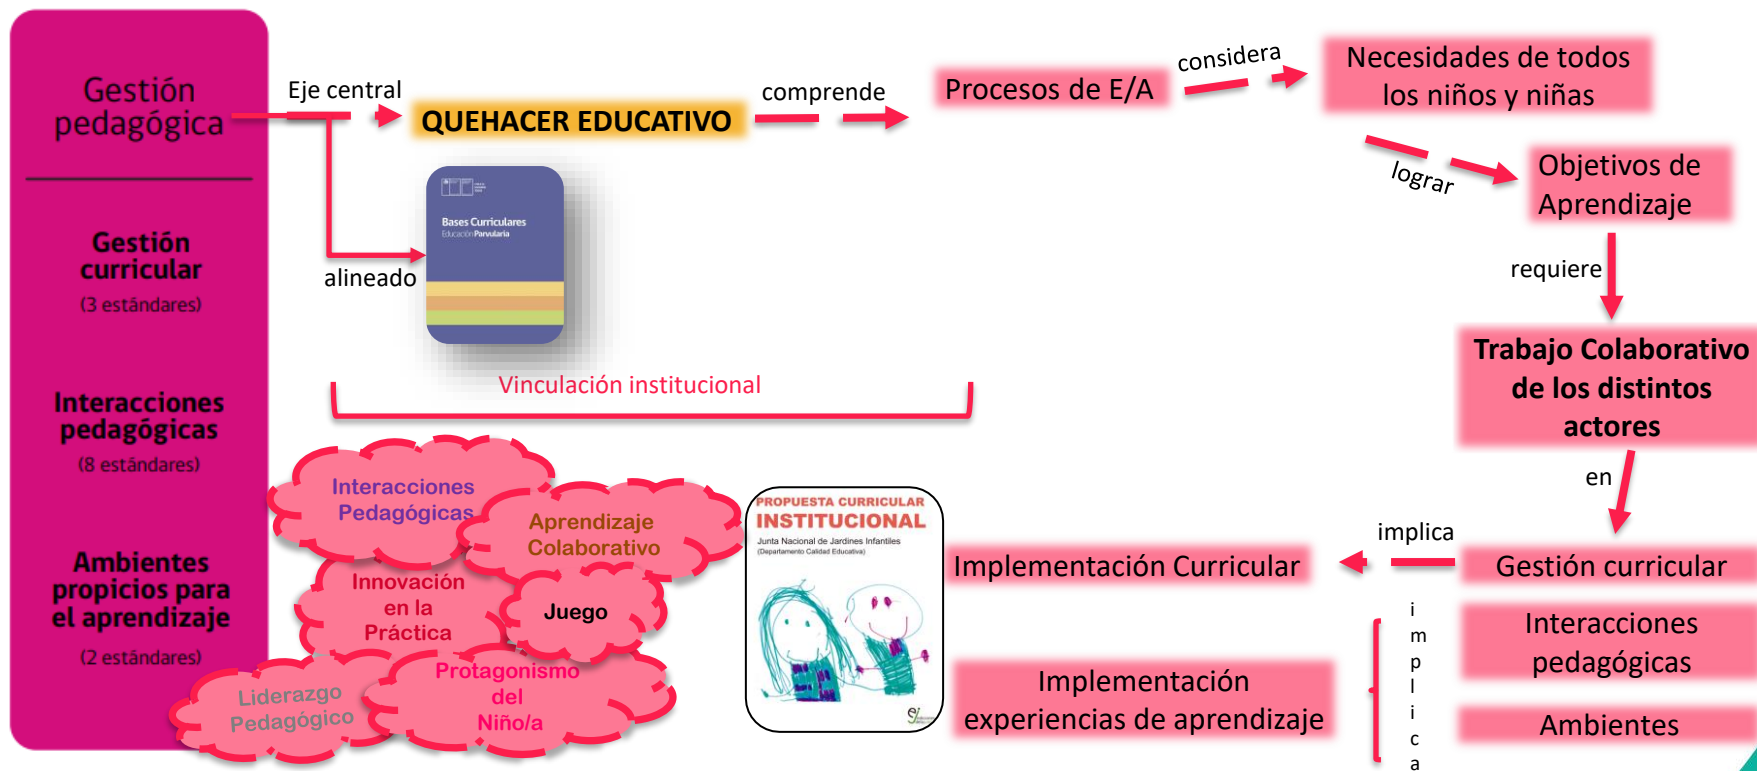 Gestión
pedagógica
Gestión
curricular
(3 estándares)
Interacciones
pedagógicas
(8 estándares)
Ambientes
propicios para
el aprendizaje
(2 estándares)
Eje central
QUEHACER EDUCATIVO
comprende
Procesos de E/A
considera
Necesidades de todos
los niños y niñas
lograr
Objetivos de
Aprendizaje
requiere
Trabajo Colaborativo
de los distintos
actores
en
Gestión curricular
implica
Implementación Curricular
Interacciones
pedagógicas
Ambientes
implica
Implementación
experiencias de aprendizaje
alineado
Bases Curriculares
Educación Parvularia
Vinculación institucional
Interacciones
Pedagógicas
Aprendizaje
Colaborativo
Innovación
en la
Práctica
Juego
Liderazgo
Pedagógico
Protagonismo
del
Niño/a
PROPUESTA CURRICULAR
INSTITUCIONAL
Junta Nacional de Jardines Infantiles
(Departamento Calidad Educativa)